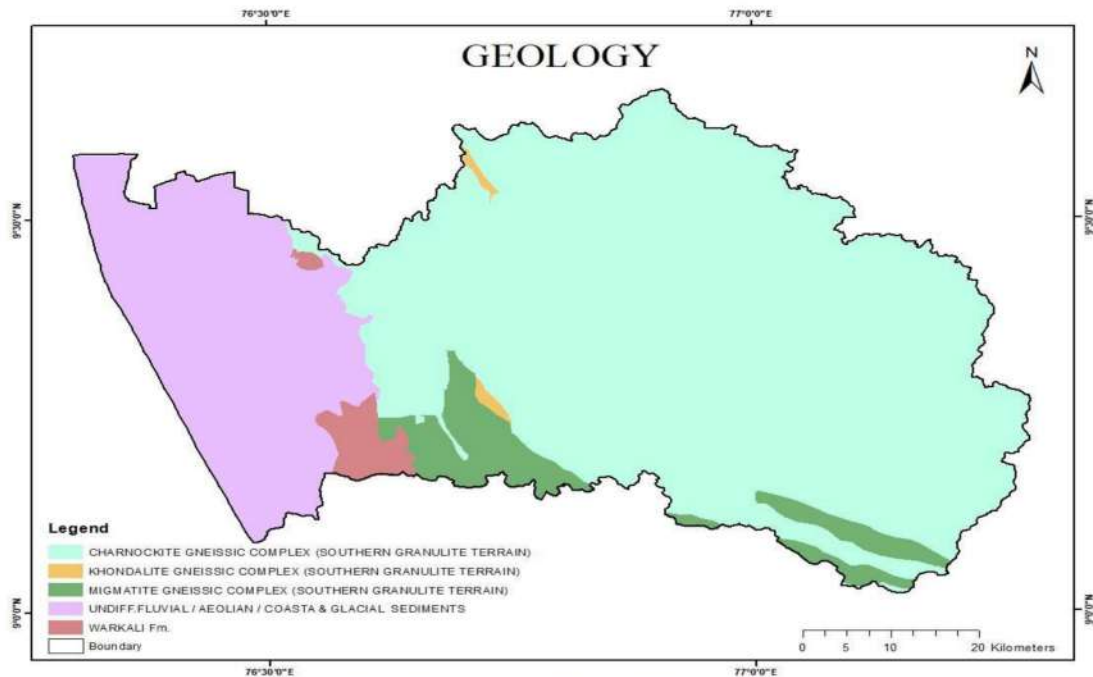 76°30'0"E 77°0'0"E
GEOLOGY
N
9°30'0"N 9°30'0"N
Legend
CHARNOCKITE GNEISSIC COMPLEX (SOUTHERN GRANULITE TERRAIN)
KHONDALITE GNEISSIC COMPLEX (SOUTHERN GRANULITE TERRAIN)
MIGMATITE GNEISSIC COMPLEX (SOUTHERN GRANULITE TERRAIN)
UNDIFF.FLUVIAL / AEOLIAN / COASTA & GLACIAL SEDIMENTS
WARKALI Fm.
Boundary
9°0'0"N 9°0'0"N
0 5 10 20 Kilometers
76°30'0"E 77°0'0"E